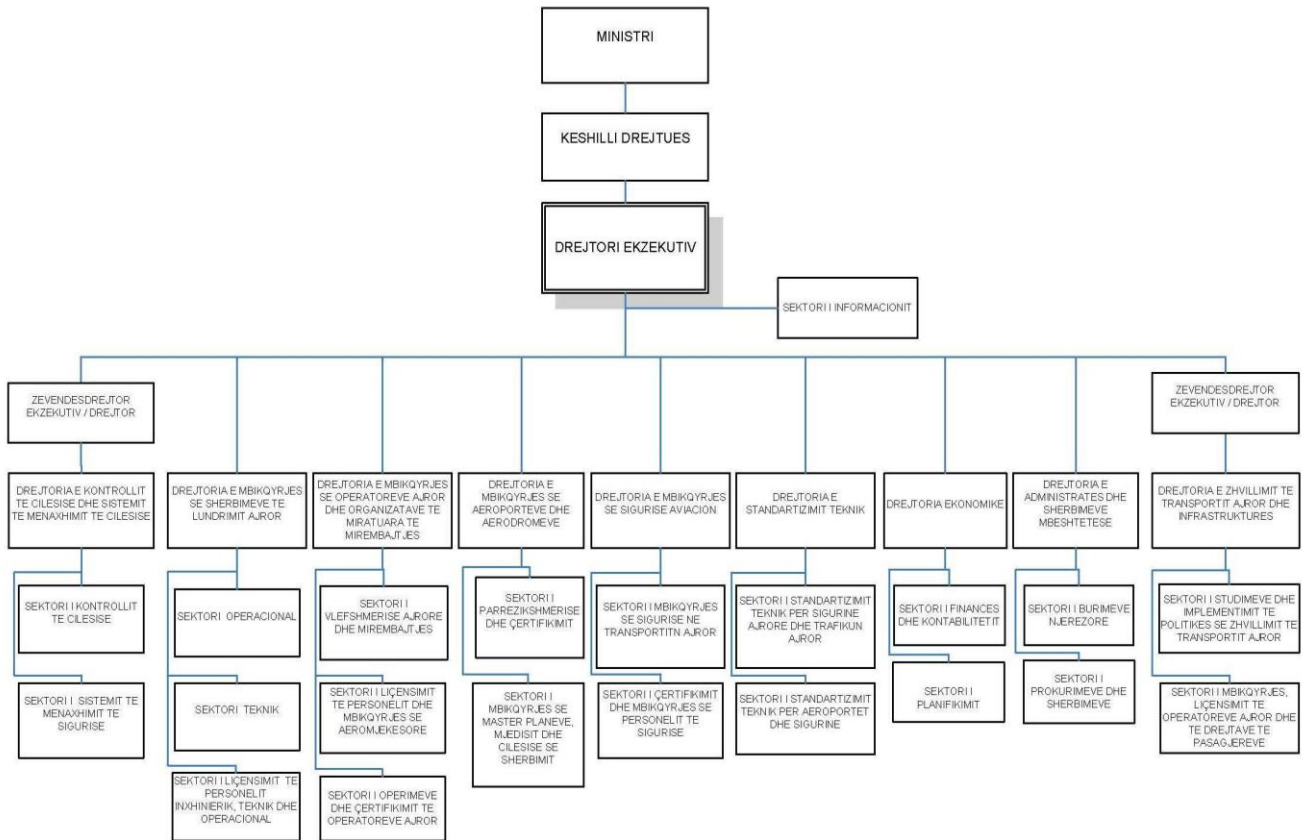 MINISTRI
KESHILLI DREJTUES
DREJTORI EKZEKUTIV
SEKTORI I INFORMACIONIT
ZEVENDESDREJTOR
EKZEKUTIV / DREJTOR
ZEVENDESDREJTOR
EKZEKUTIV / DREJTOR
DREJTORIA E KONTROLLIT
TE CILESISE DHE SISTEMIT
TE MENAXHIMIT TE CILESISE
DREJTORIA E MBIKQYRJES
SE SHERBIMEVE TE
LUNDRIMIT AJROR
DREJTORIA E MBIKQYRJES
SE OPERATOREVE AJROR
DHE ORGANIZATAVE TE
MIRATUARA TE
MIREMBAJTJES
DREJTORIA E
MBIKQYRJES SE
AEROPORTEVE DHE
AERODROMEVE
DREJTORIA E MBIKQYRJES
SE SIGURISE AVIACION
DREJTORIA E
STANDARTIZIMIT TEKNIK
DREJTORIA EKONOMIKE
DREJTORIA E
ADMINISTRATES DHE
SHERBIMEVE
MBESHTETESE
DREJTORIA E ZHVILLIMIT TE
TRANSPORTIT AJROR DHE
INFRASTRUKTURES
SEKTORI I KONTROLLIT
TE CILESISE
SEKTORI OPERACIONAL
SEKTORI I
VLEFSHMERISE AJRORE
DHE MIREMBAJTJES
SEKTORI I
PARREZIKSHMERISE
DHE ÇERTIFIKIMIT
SEKTORI I MBIKQYRJES
SE SIGURISE NE
TRANSPORTITN AJROR
SEKTORI I STANDARTIZIMIT
TEKNIK PER SIGURINE
AJRORE DHE TRAFIKUN
AJROR
SEKTORI I FINANCES
DHE KONTABILITETIT
SEKTORI I BURIMEVE
NJEREZORE
SEKTORI I STUDIMEVE DHE
IMPLEMENTIMIT TE
POLITIKES SE ZHVILLIMIT TE
TRANSPORTIT AJROR
SEKTORI I SISTEMIT TE
MENAXHIMIT TE
SIGURISE
SEKTORI TEKNIK
SEKTORI I LIÇENSIMIT
TE PERSONELIT DHE
MBIKQYRJES SE
AEROMJEKESORE
SEKTORI I
MBIKQYRJES SE
MASTER PLANEVE,
MJEDISIT DHE
CILESISE SE
SHERBIMIT
SEKTORI I ÇERTIFIKIMIT
DHE MBIKQYRJES SE
PERSONELIT TE
SIGURISE
SEKTORI I STANDARTIZIMIT
TEKNIK PER AEROPORTET
DHE SIGURINE
SEKTORI I
PLANIFIKIMIT
SEKTORI I
PROKURIMEVE DHE
SHERBIMEVE
SEKTORI I MBIKQYRJES,
LIÇENSIMIT TE
OPERATOREVE AJROR DHE
TE DREJTAVE TE
PASAGJEREVE
SEKTORI I LIÇENSIMIT TE
PERSONELIT
INXHINIERIK, TEKNIK DHE
OPERACIONAL
SEKTORI I OPERIMEVE
DHE ÇERTIFIKIMIT TE
OPERATOREVE AJROR